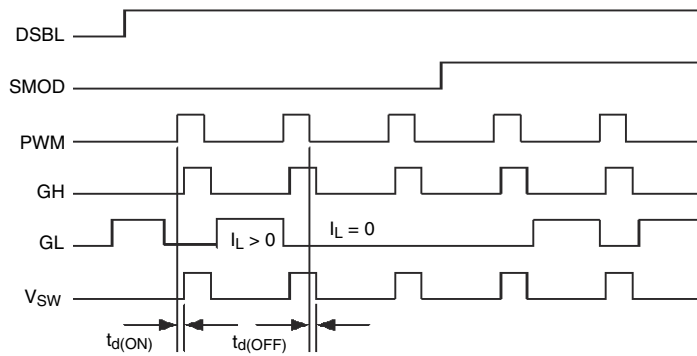 DSBL
SMOD
PWM
GH
GL
I_L > 0
I_L = 0
V_SW
t_d(ON)
t_d(OFF)